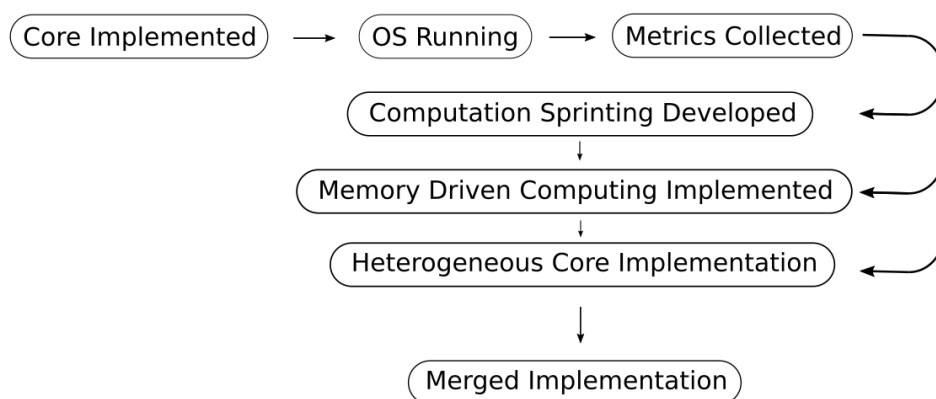 Core Implemented
OS Running
Metrics Collected
Computation Sprinting Developed
Memory Driven Computing Implemented
Heterogeneous Core Implementation
Merged Implementation